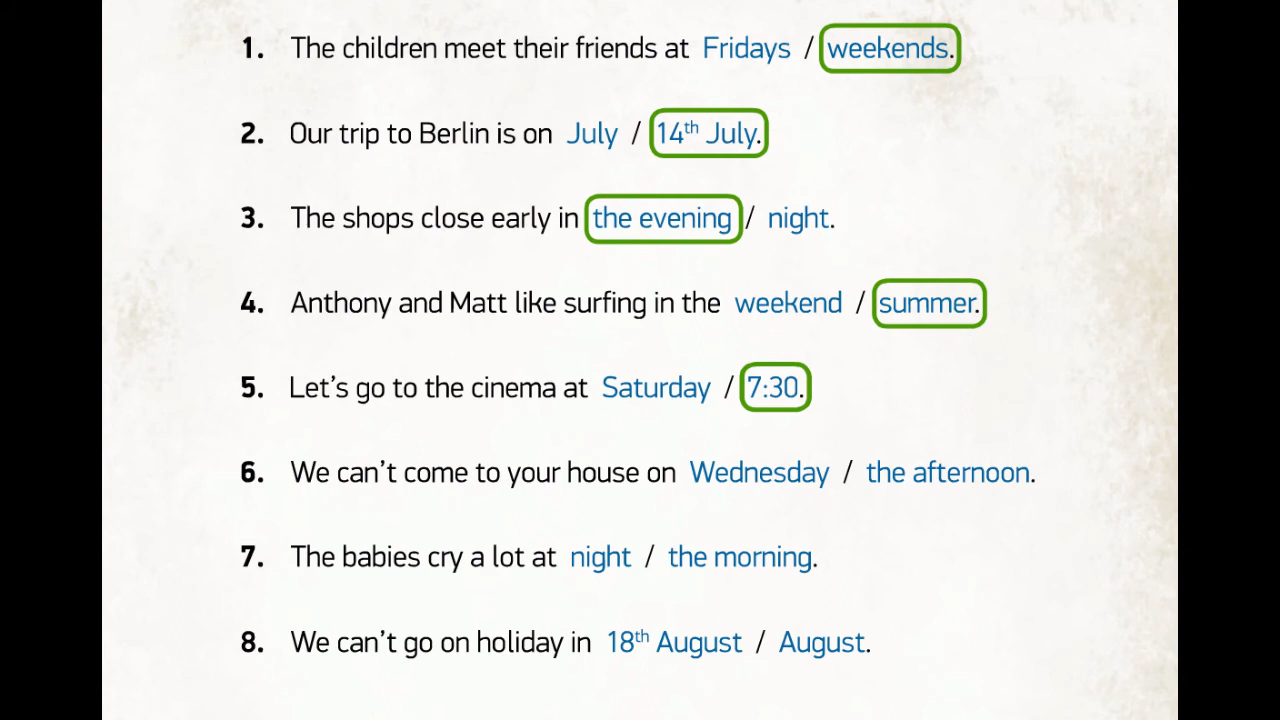 1. The children meet their friends at Fridays / weekends.
2. Our trip to Berlin is on July / 14th July.
3. The shops close early in the evening / night.
4. Anthony and Matt like surfing in the weekend / summer.
5. Let’s go to the cinema at Saturday / 7:30.
6. We can’t come to your house on Wednesday / the afternoon.
7. The babies cry a lot at night / the morning.
8. We can’t go on holiday in 18th August / August.